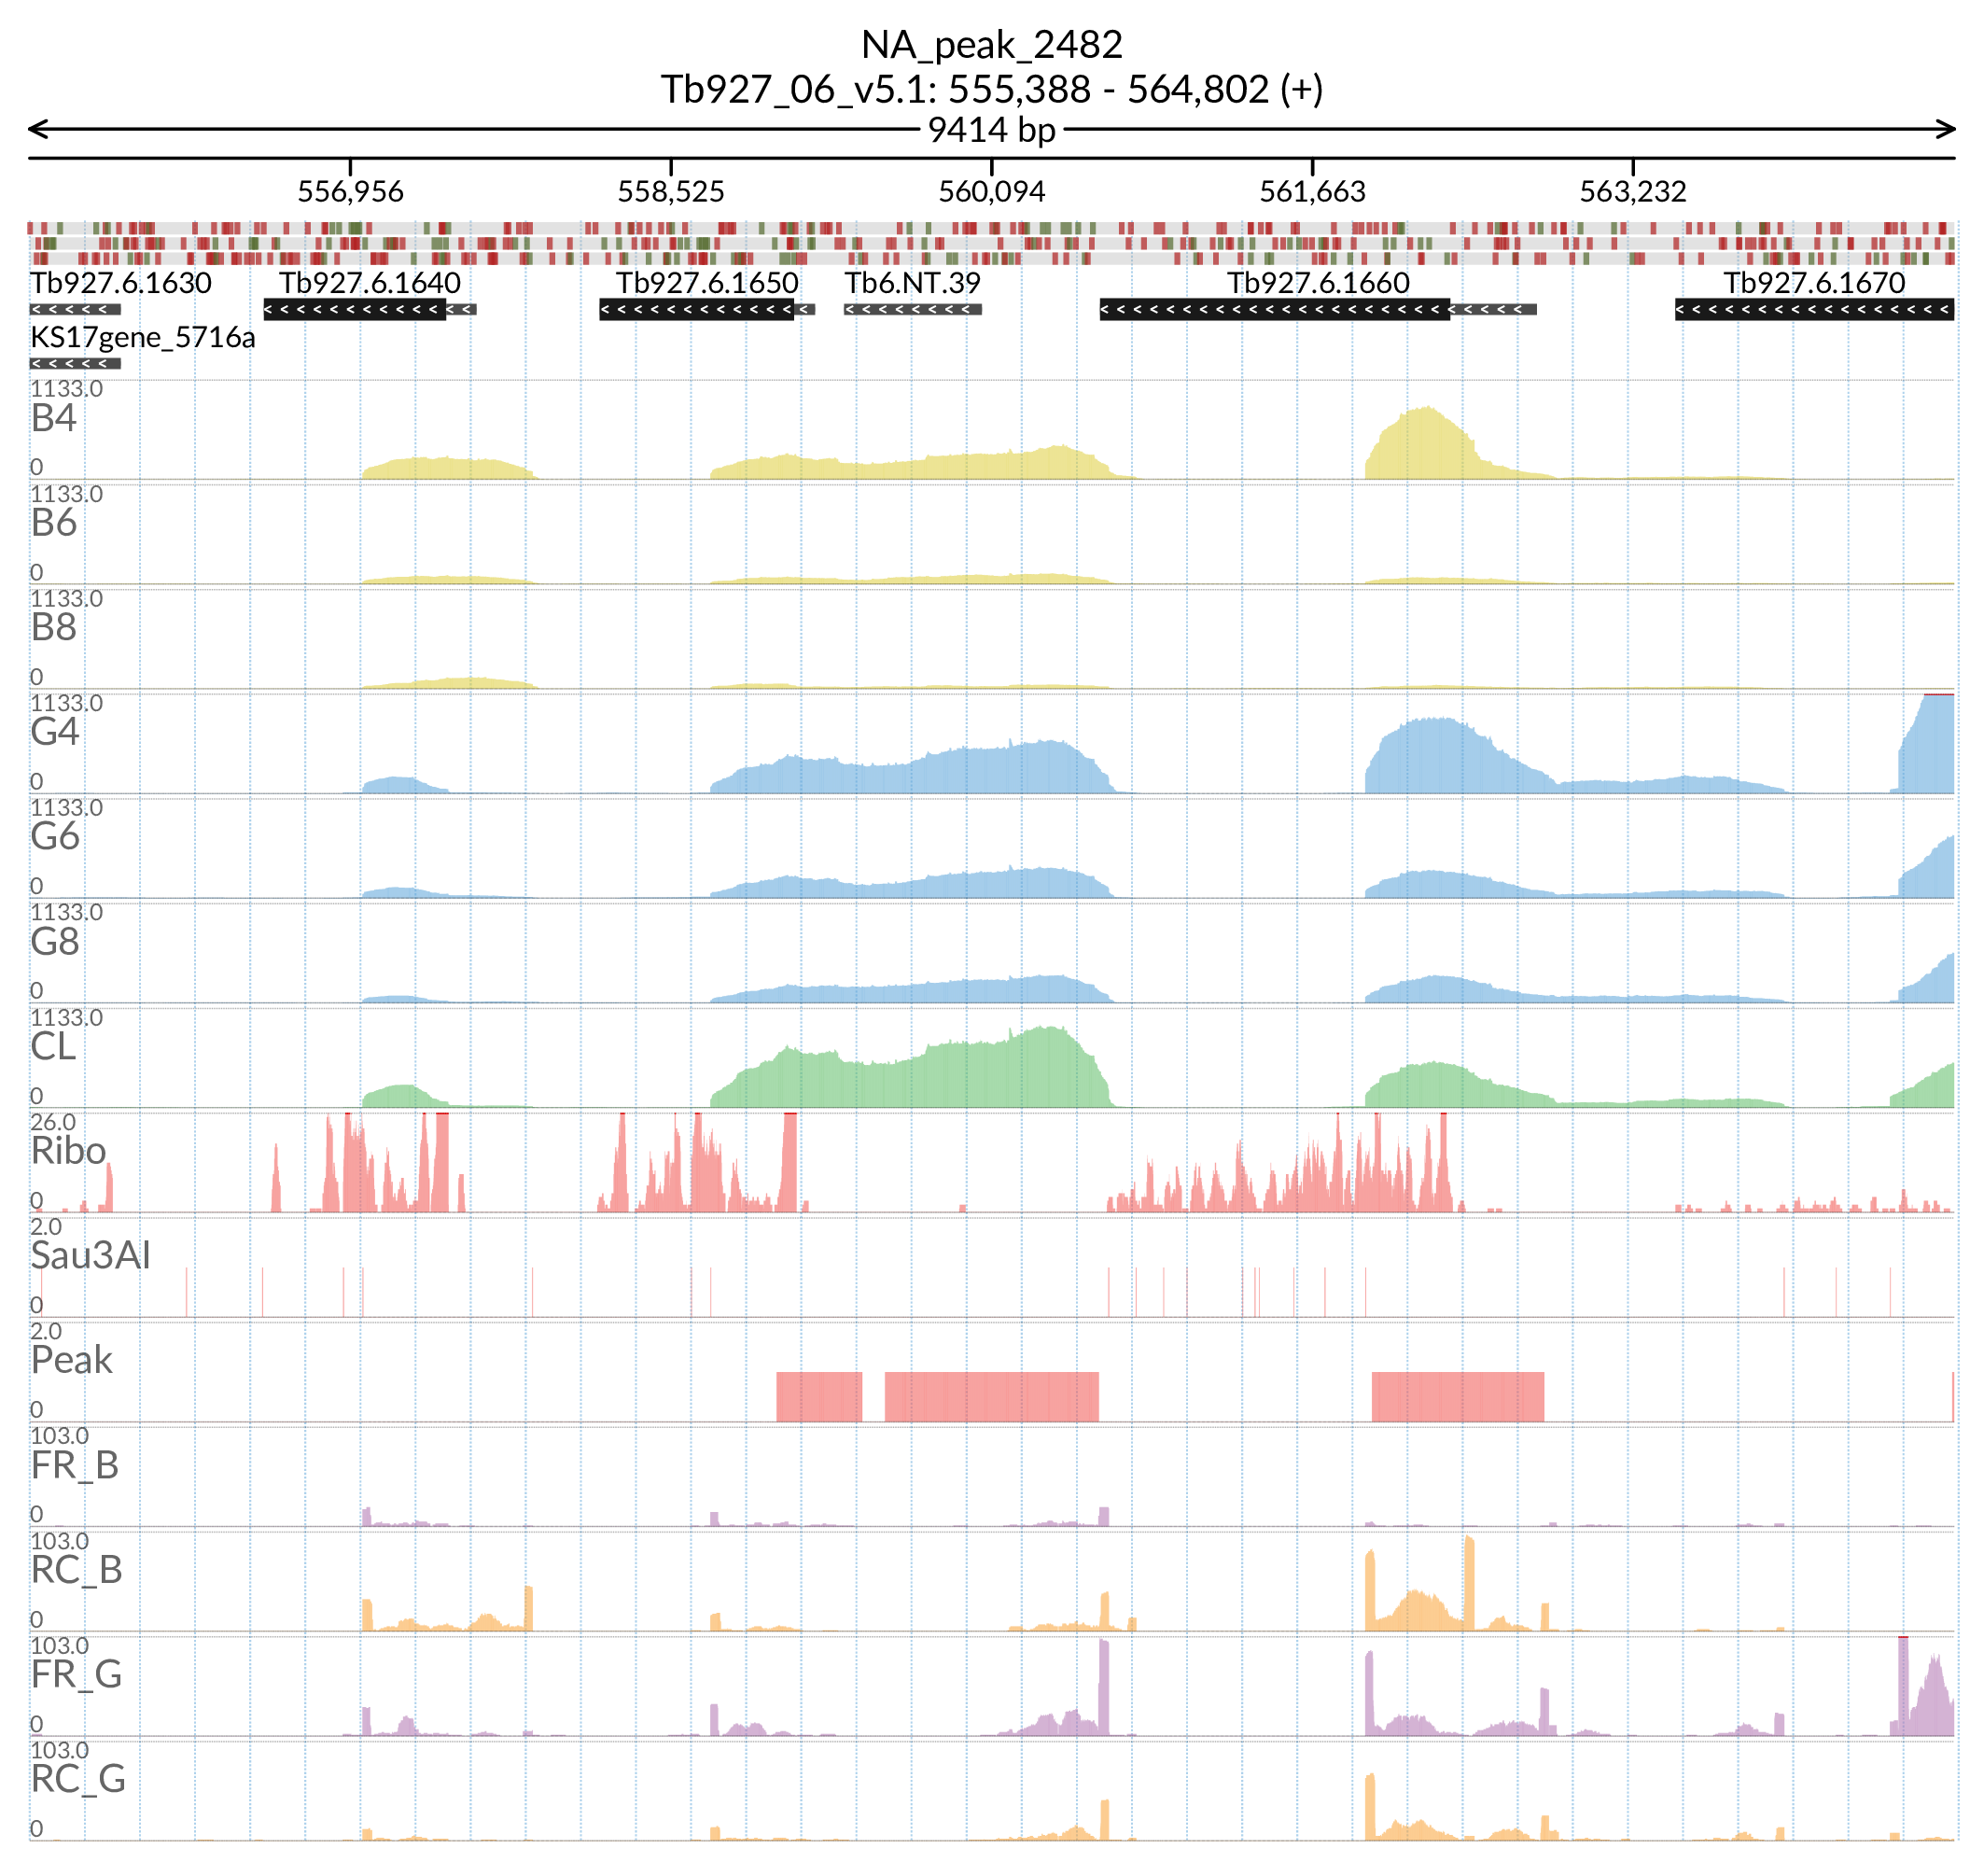 NA_peak_2482
Tb927_06_v5.1: 555,388 - 564,802 (+)
9414 bp
556,956 558,525 560,094 561,663 563,232
Tb927.6.1630 Tb927.6.1640 Tb927.6.1650 Tb6.NT.39 Tb927.6.1660 Tb927.6.1670
KS17gene_5716a
1133.0
B4
0
1133.0
B6
0
1133.0
B8
0
1133.0
G4
0
1133.0
G6
0
1133.0
G8
0
1133.0
CL
0
26.0
Ribo
0
2.0
Sau3AI
0
2.0
Peak
0
103.0
FR_B
0
103.0
RC_B
0
103.0
FR_G
0
103.0
RC_G
0